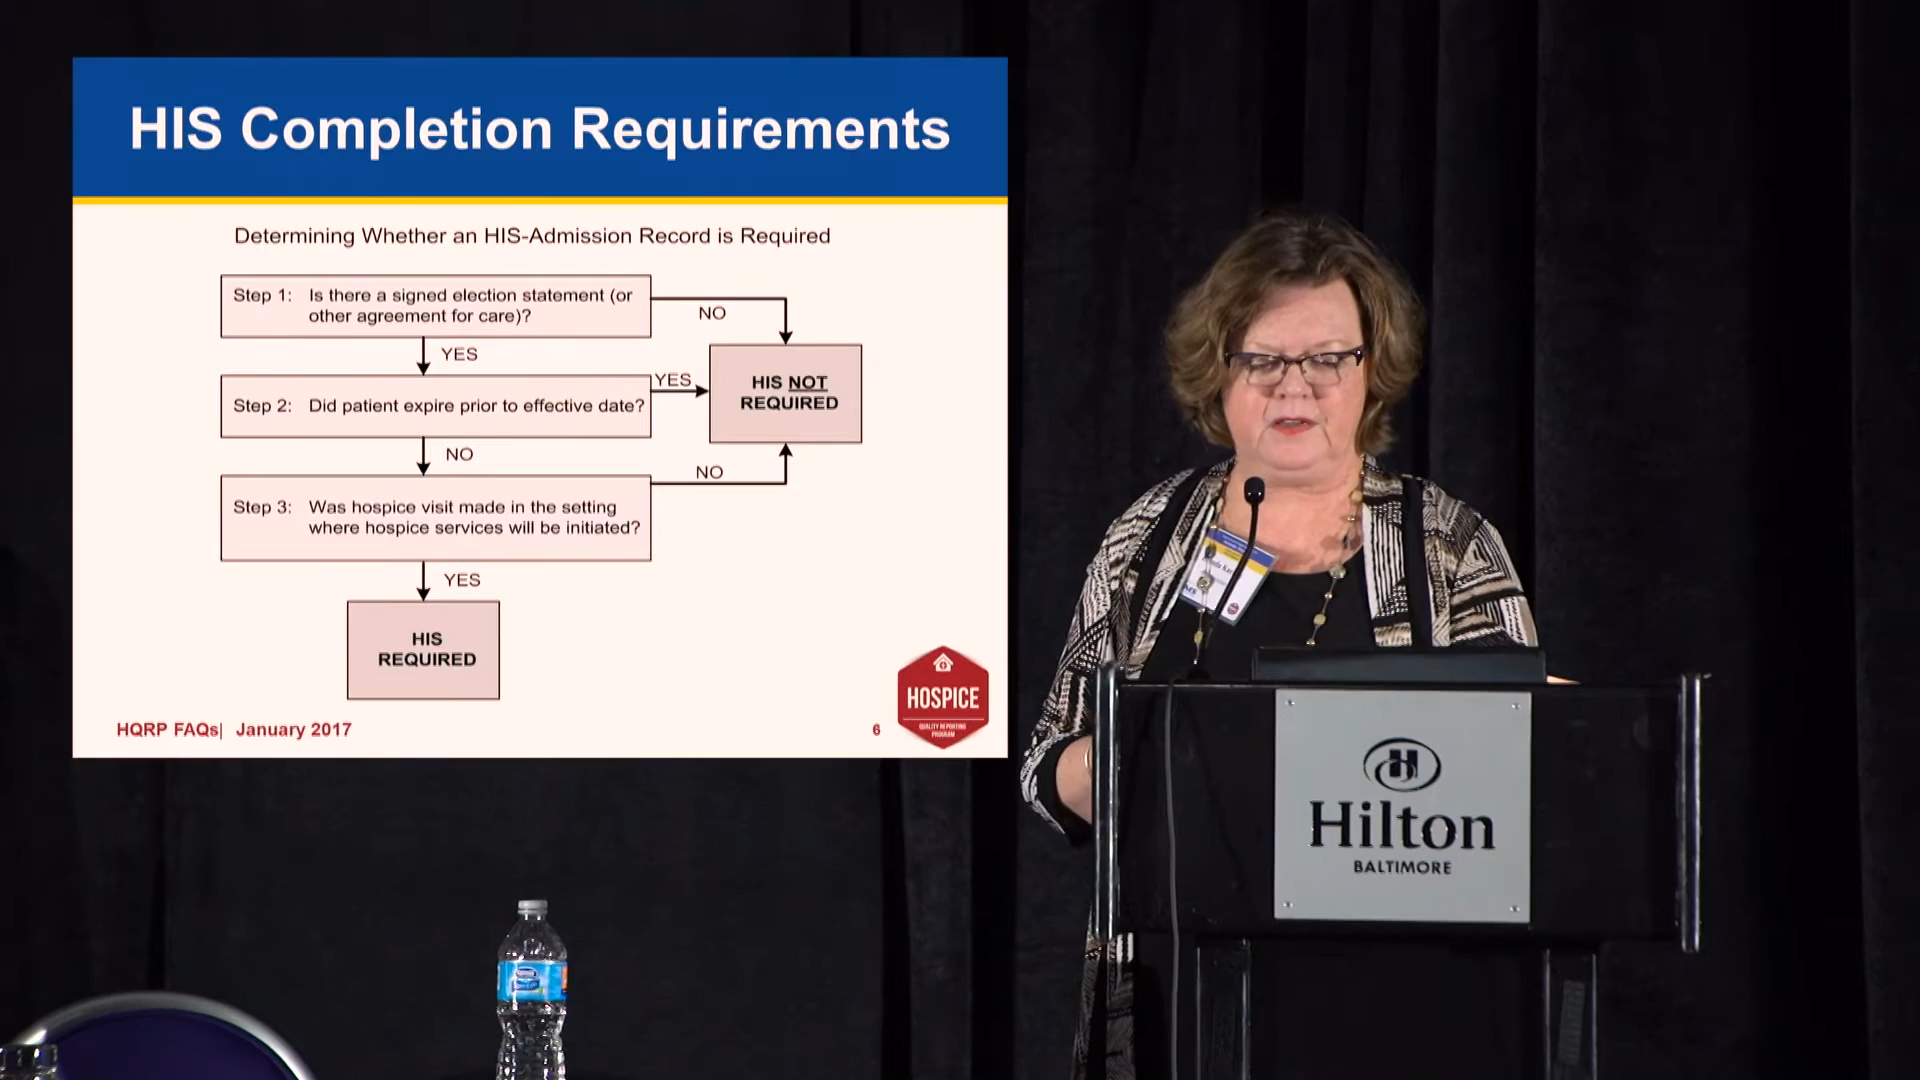 HIS Completion Requirements
Determining Whether an HIS-Admission Record is Required
Step 1: Is there a signed election statement (or
other agreement for care)?
NO
YES
Step 2: Did patient expire prior to effective date?
YES
HIS NOT
REQUIRED
NO
Step 3: Was hospice visit made in the setting
where hospice services will be initiated?
NO
YES
HIS
REQUIRED
HOSPICE
QUALITY REPORTING
PROGRAM
HQRP FAQs| January 2017
6
Hilton
BALTIMORE